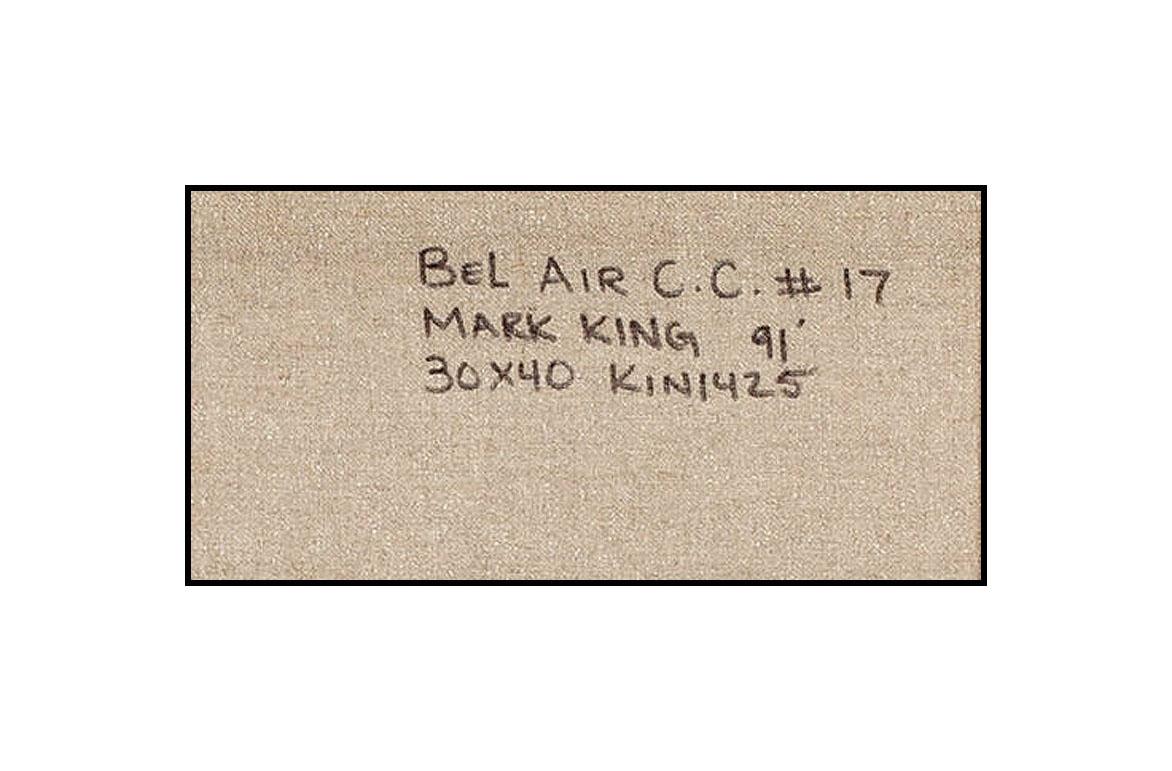 BEL AIR C.C. # 17
MARK KING 91'
30X40 KIN1425